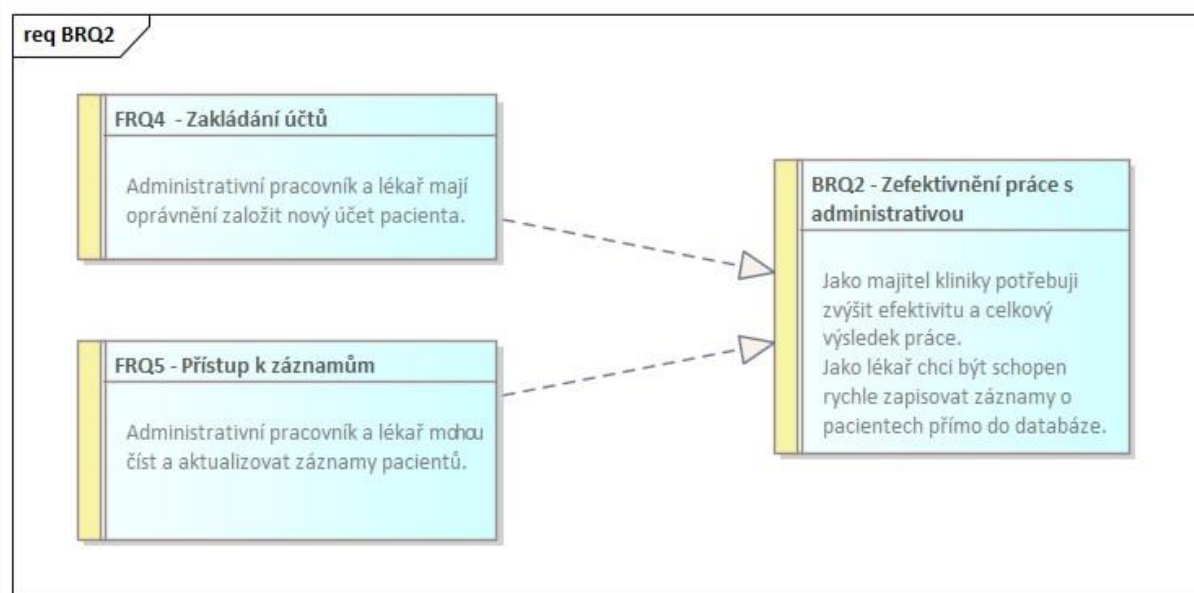 req BRQ2
FRQ4 - Zakládání účtů
Administrativní pracovník a lékař mají
oprávnění založit nový účet pacienta.
FRQ5 - Přístup k záznamům
Administrativní pracovník a lékař mohou
číst a aktualizovat záznamy pacientů.
BRQ2 - Zefektivnění práce s
administrativou
Jako majitel kliniky potřebuji
zvýšit efektivitu a celkový
výsledek práce.
Jako lékař chci být schopen
rychle zapisovat záznamy o
pacientech přímo do databáze.